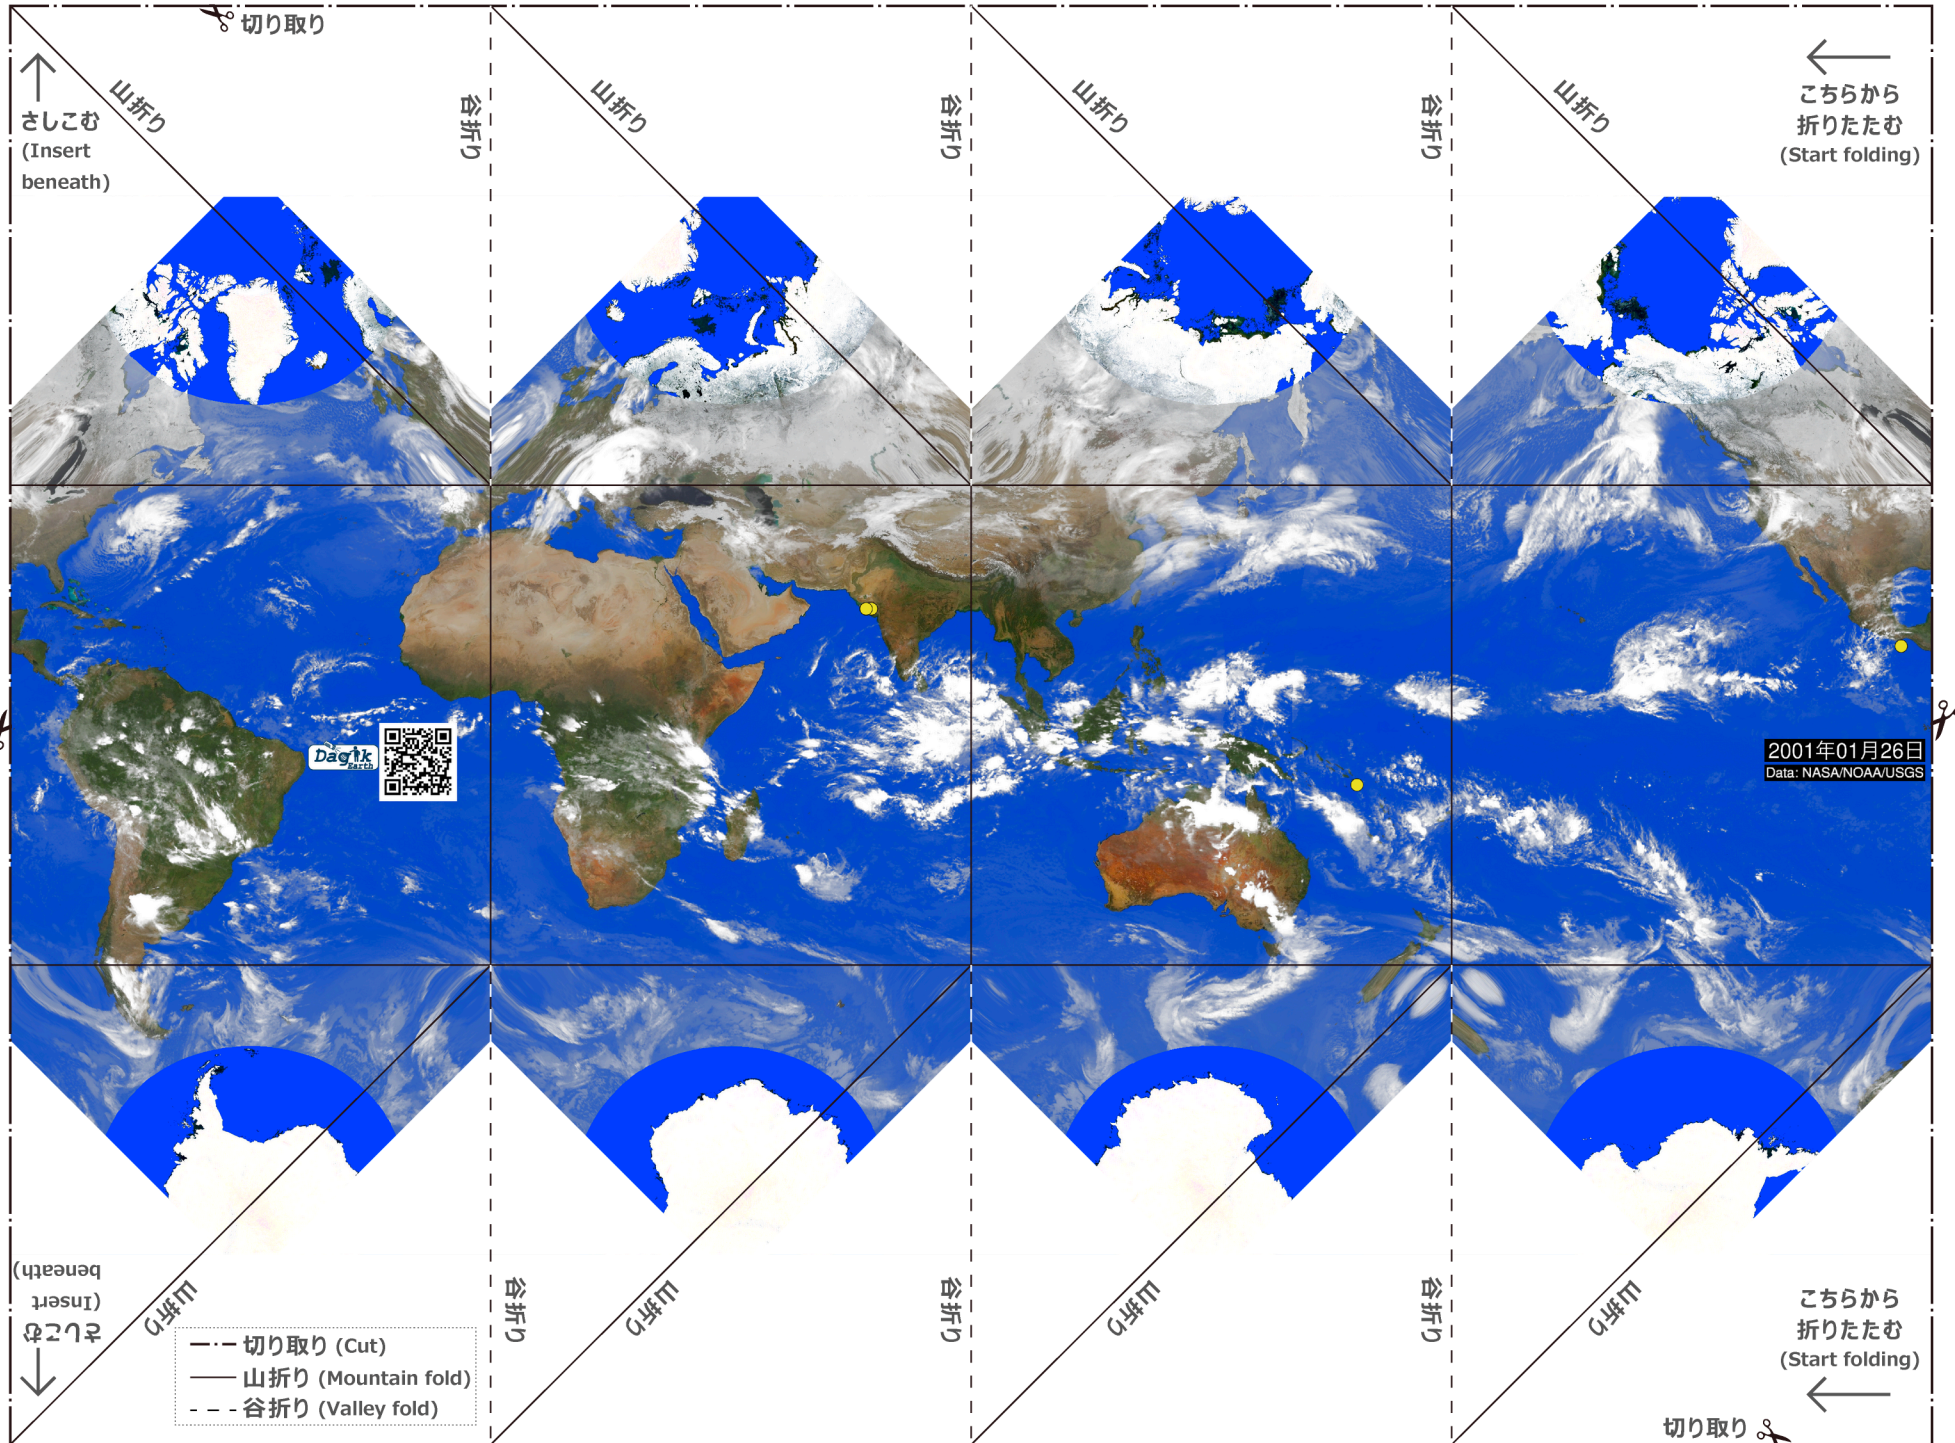 切り取り
山折り
山折り
山折り
山折り
谷折り
谷折り
谷折り
さしこむ
(Insert
beneath)
こちらから
折りたたむ
(Start folding)
Dagik
Earth
2001年01月26日
Data: NASA/NOAA/USGS
さしこむ
(Insert
beneath)
山折り
山折り
山折り
山折り
谷折り
谷折り
谷折り
切り取り (Cut)
山折り (Mountain fold)
谷折り (Valley fold)
こちらから
折りたたむ
(Start folding)
切り取り